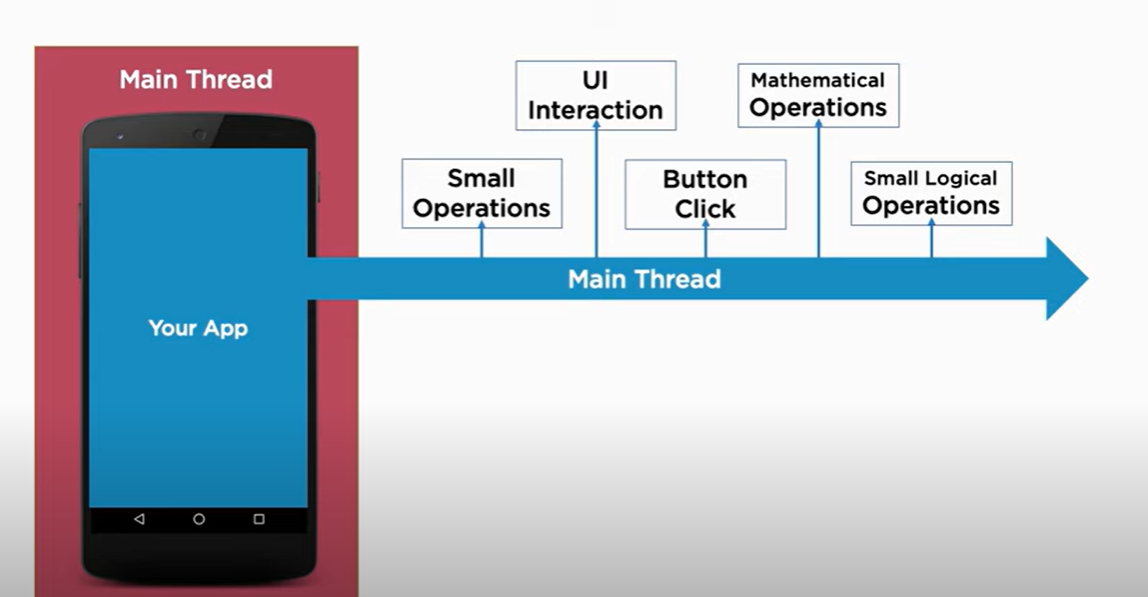 Main Thread
Your App
Small
Operations
UI
Interaction
Button
Click
Mathematical
Operations
Small Logical
Operations
Main Thread